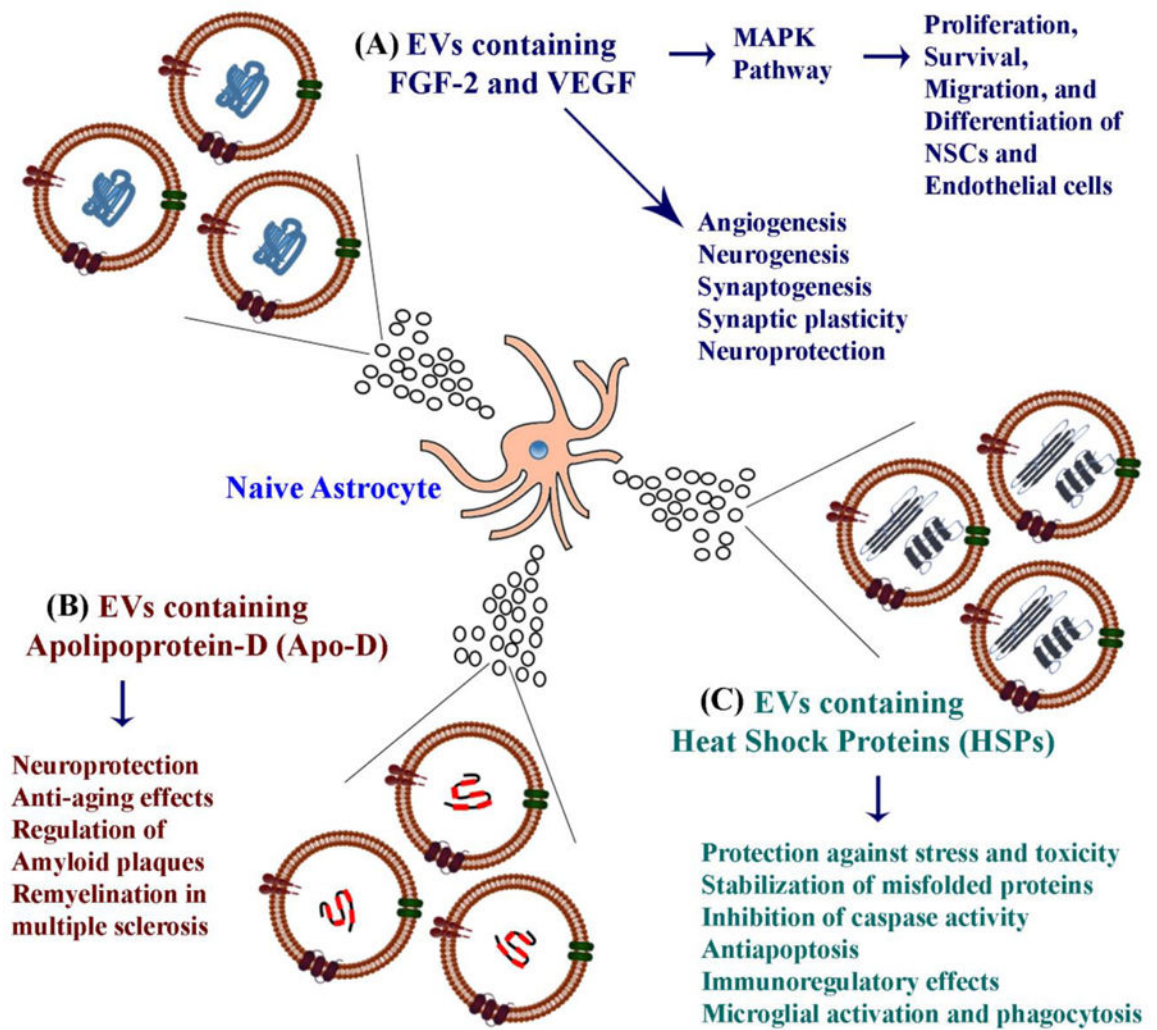 (A) EVs containing
FGF-2 and VEGF
MAPK
Pathway
Proliferation,
Survival,
Migration, and
Differentiation of
NSCs and
Endothelial cells
Angiogenesis
Neurogenesis
Synaptogenesis
Synaptic plasticity
Neuroprotection
Naive Astrocyte
(B) EVs containing
Apolipoprotein-D (Apo-D)
Neuroprotection
Anti-aging effects
Regulation of
Amyloid plaques
Remyelination in
multiple sclerosis
(C) EVs containing
Heat Shock Proteins (HSPs)
Protection against stress and toxicity
Stabilization of misfolded proteins
Inhibition of caspase activity
Antiapoptosis
Immunoregulatory effects
Microglial activation and phagocytosis